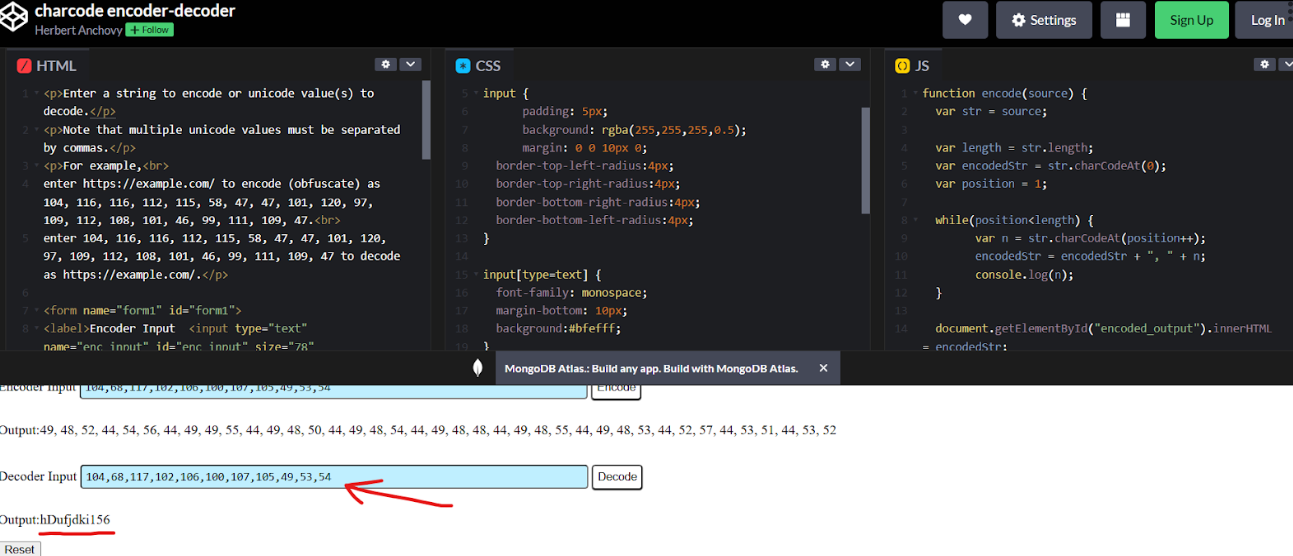 charcode encoder-decoder
Herbert Anchovy + Follow
Settings
Sign Up
Log In
HTML
1 <p>Enter a string to encode or unicode value(s) to
decode.</p>
2 <p>Note that multiple unicode values must be separated
by commas.</p>
3 <p>For example,<br>
4 enter https://example.com/ to encode (obfuscate) as
104, 116, 116, 112, 115, 58, 47, 47, 101, 120, 97,
109, 112, 108, 101, 46, 99, 111, 109, 47.<br>
5 enter 104, 116, 116, 112, 115, 58, 47, 47, 101, 120,
97, 109, 112, 108, 101, 46, 99, 111, 109, 47 to decode
as https://example.com/.</p>
6
7 <form name="form1" id="form1">
8 <label>Encoder Input <input type="text"
name="enc_input" id="enc_input" size="78"
CSS
5 input {
6 padding: 5px;
7 background: rgba(255,255,255,0.5);
8 margin: 0 0 10px 0;
9 border-top-left-radius:4px;
10 border-top-right-radius:4px;
11 border-bottom-right-radius:4px;
12 border-bottom-left-radius:4px;
13 }
14
15 input[type=text] {
16 font-family: monospace;
17 margin-bottom: 10px;
18 background:#bfefff;
19 }
JS
1 function encode(source) {
2 var str = source;
3
4 var length = str.length;
5 var encodedStr = str.charCodeAt(0);
6 var position = 1;
7
8 while(position<length) {
9 var n = str.charCodeAt(position++);
10 encodedStr = encodedStr + ", " + n;
11 console.log(n);
12 }
13
14 document.getElementById("encoded_output").innerHTML
= encodedStr;
MongoDB Atlas.: Build any app. Build with MongoDB Atlas. ×
Encoder Input 104,68,117,102,106,100,107,105,49,53,54 Encode
Output:49, 48, 52, 44, 54, 56, 44, 49, 49, 55, 44, 49, 48, 50, 44, 49, 48, 54, 44, 49, 48, 48, 44, 49, 48, 55, 44, 49, 48, 53, 44, 52, 57, 44, 53, 51, 44, 53, 52
Decoder Input 104,68,117,102,106,100,107,105,49,53,54 Decode
Output:hDufjdki156
Reset